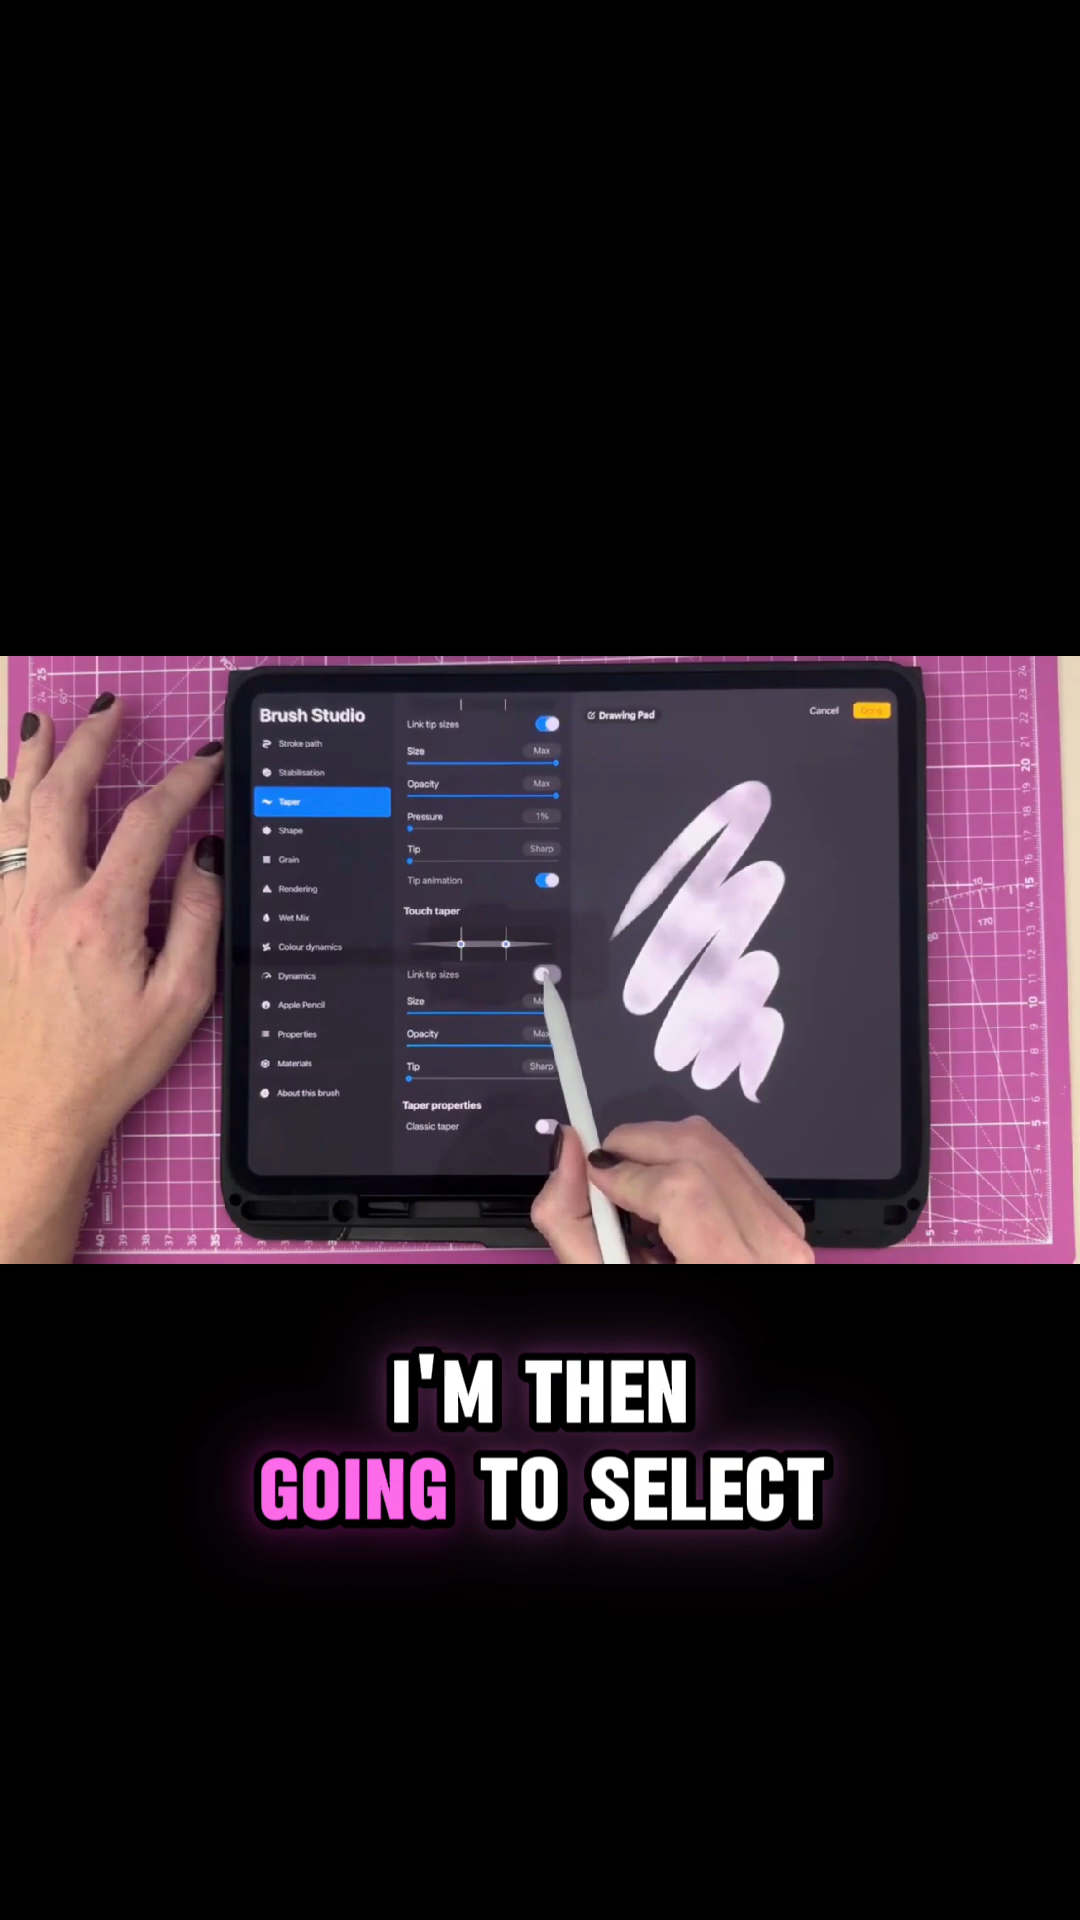 Brush Studio
Stroke path
Stabilisation
Taper
Shape
Grain
Rendering
Wet Mix
Colour dynamics
Dynamics
Apple Pencil
Properties
Materials
About this brush
Link tip sizes
Size Max
Opacity Max
Pressure 1%
Tip Sharp
Tip animation
Touch taper
Link tip sizes
Size
Opacity Max
Tip Sharp
Taper properties
Classic taper
Drawing Pad
Cancel
Done
I'M THEN
GOING TO SELECT